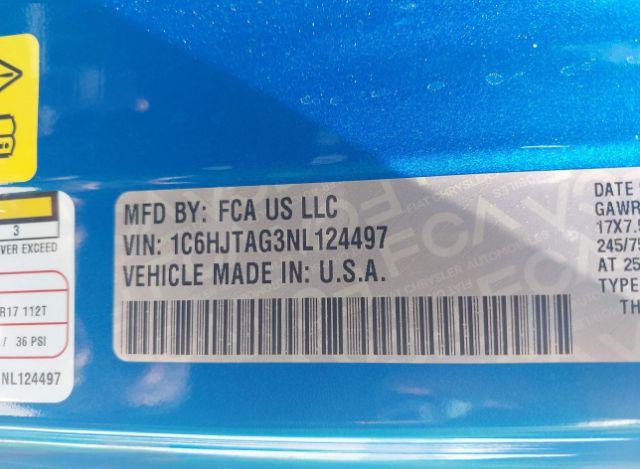 MFD BY: FCA US LLC
VIN: 1C6HJTAG3NL124497
VEHICLE MADE IN: U.S.A.
3
VER EXCEED
R17 112T
/ 36 PSI
NL124497
DATE
GAWR
17X7.5
245/75
AT 25
TYPE
TH
FCA